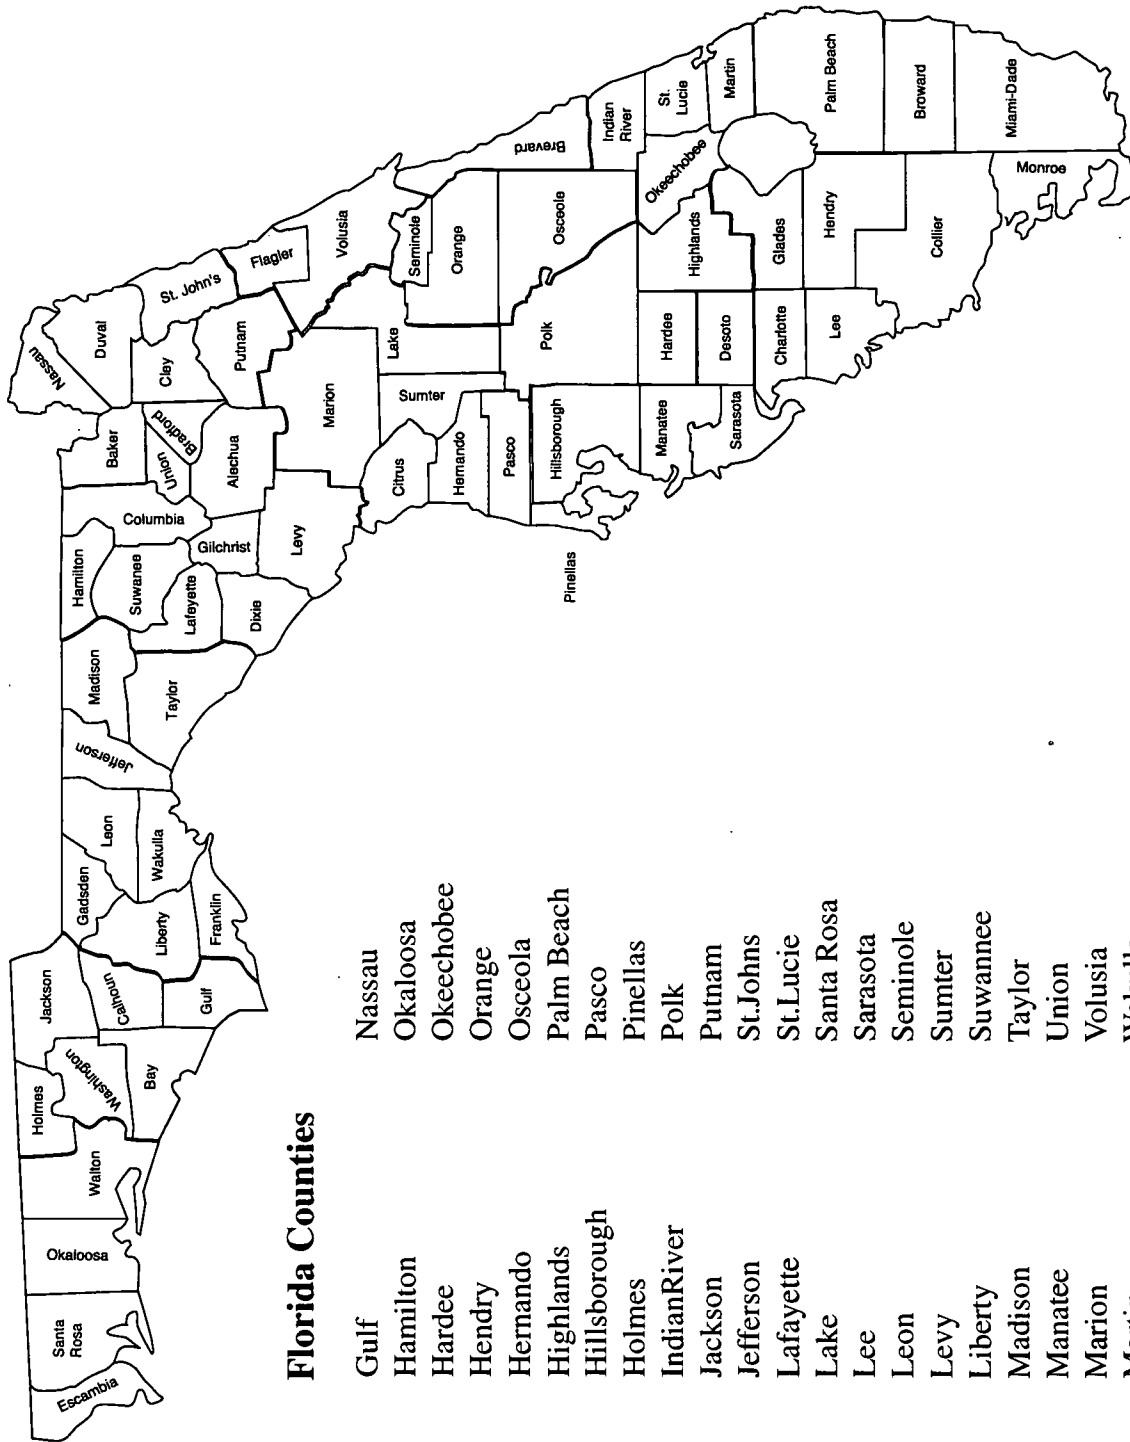 Escambia
Santa
Rosa
Okaloosa
Walton
Holmes
Washington
Bay
Jackson
Calhoun
Gulf
Gadsden
Liberty
Franklin
Leon
Wakulla
Jefferson
Madison
Taylor
Hamilton
Suwanee
Lafeyette
Dixie
Columbia
Gilchrist
Levy
Baker
Union
Bradford
Alechua
Nassau
Duval
Cley
St. John's
Putnam
Flagler
Marion
Volusia
Citrus
Sumter
Lake
Hernando
Pasco
Seminole
Orange
Brevard
Osceole
Polk
Hillsborough
Pinellas
Indian
River
Manatee
Hardee
Highlands
Okeechobee
St.
Lucie
Sarasota
Desoto
Martin
Charlotte
Glades
Palm Beach
Lee
Hendry
Broward
Collier
Miami-Dade
Monroe
Florida Counties
Gulf
Hamilton
Hardee
Hendry
Hernando
Highlands
Hillsborough
Holmes
IndianRiver
Jackson
Jefferson
Lafayette
Lake
Lee
Leon
Levy
Liberty
Madison
Manatee
Marion
Nassau
Okaloosa
Okeechobee
Orange
Osceola
Palm Beach
Pasco
Pinellas
Polk
Putnam
St.Johns
St.Lucie
Santa Rosa
Sarasota
Seminole
Sumter
Suwannee
Taylor
Union
Volusia